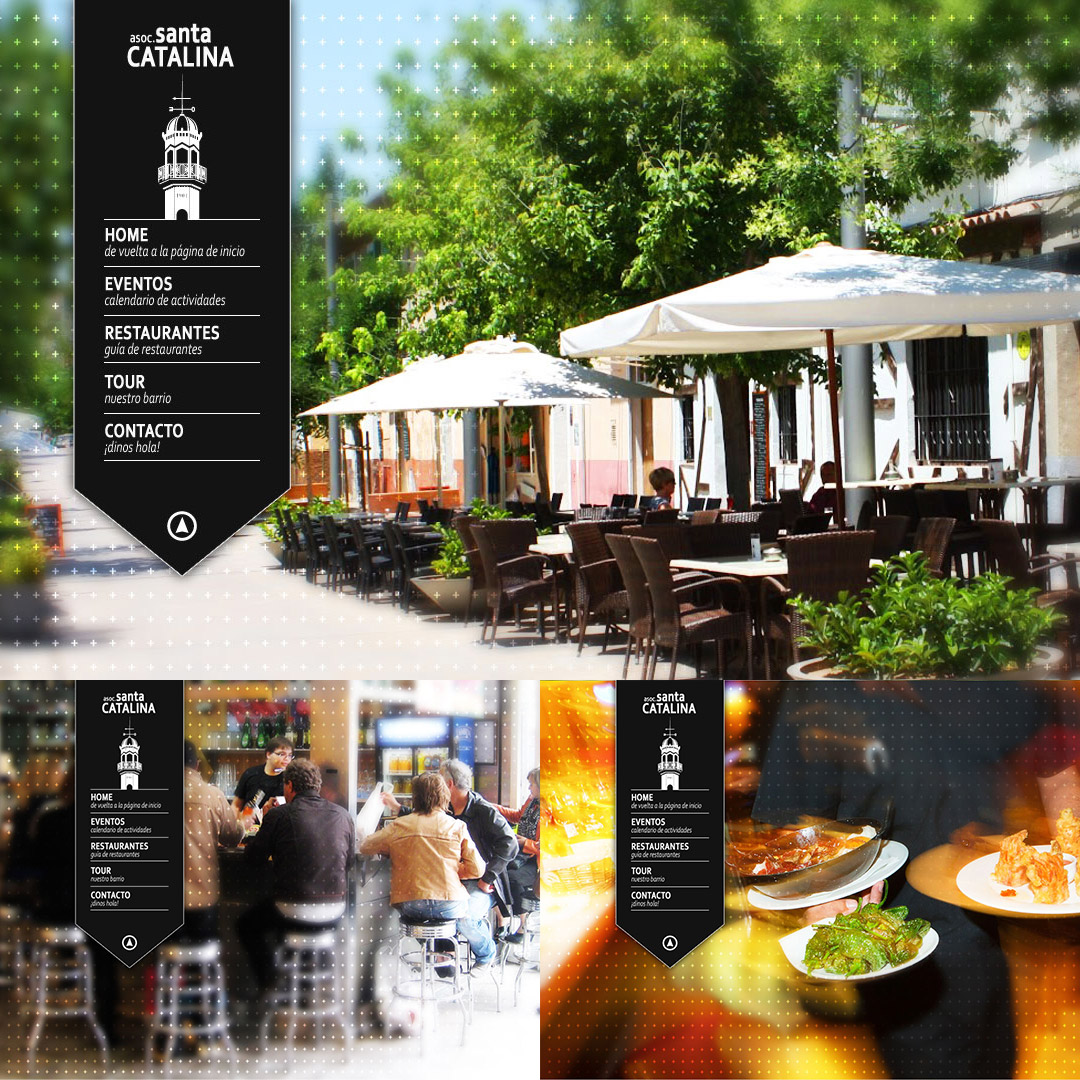 asoc.santa
CATALINA
HOME
de vuelta a la página de inicio
EVENTOS
calendario de actividades
RESTAURANTES
guía de restaurantes
TOUR
nuestro barrio
CONTACTO
¡dinos hola!
asoc.santa
CATALINA
HOME
de vuelta a la página de inicio
EVENTOS
calendario de actividades
RESTAURANTES
guía de restaurantes
TOUR
nuestro barrio
CONTACTO
¡dinos hola!
asoc.santa
CATALINA
HOME
de vuelta a la página de inicio
EVENTOS
calendario de actividades
RESTAURANTES
guía de restaurantes
TOUR
nuestro barrio
CONTACTO
¡dinos hola!